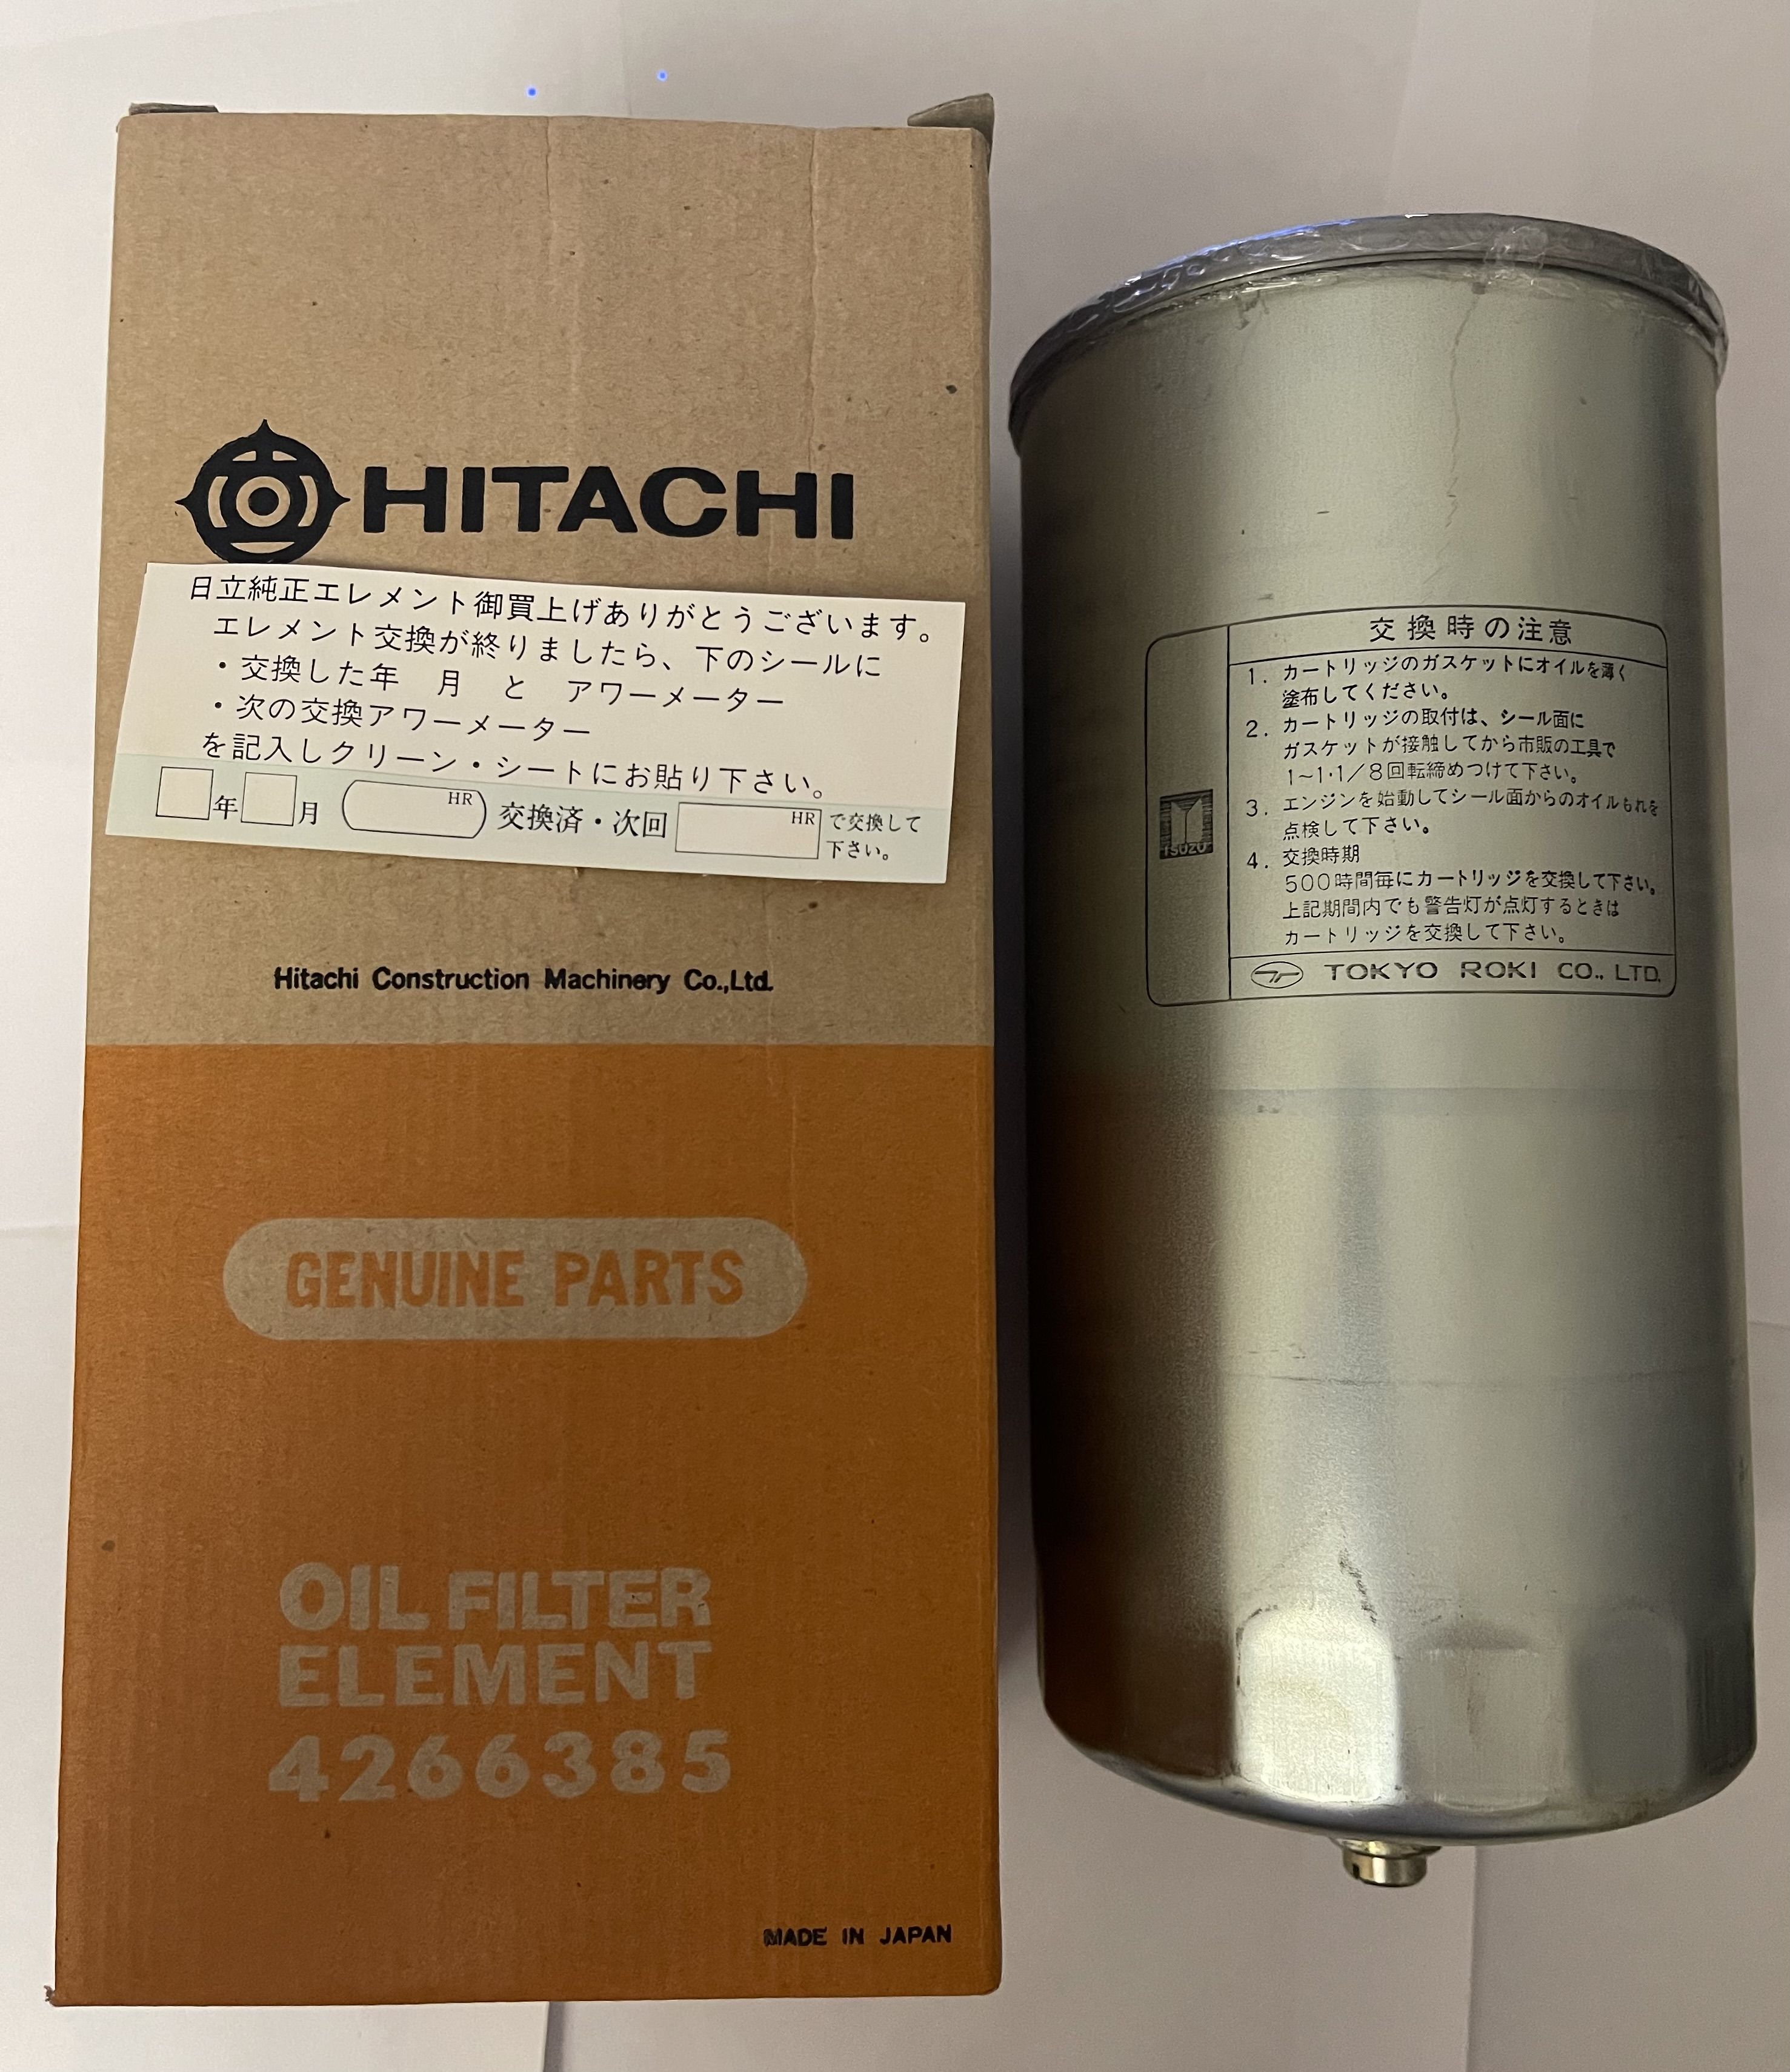 HITACHI
日立純正エレメント御買上げありがとうございます。
エレメント交換が終りましたら、下のシールに
・交換した年 月 と アワーメーター
・次の交換アワーメーター
を記入しクリーン・シートにお貼り下さい。
年 月 HR 交換済・次回 HR で交換して
下さい。
Hitachi Construction Machinery Co.,Ltd.
GENUINE PARTS
OIL FILTER
ELEMENT
4266385
MADE IN JAPAN
交換時の注意
1. カートリッジのガスケットにオイルを薄く
塗布してください。
2. カートリッジの取付は、シール面に
ガスケットが接触してから市販の工具で
1~1・1/8回転締めつけて下さい。
3. エンジンを始動してシール面からのオイルもれを
点検して下さい。
4. 交換時期
500時間毎にカートリッジを交換して下さい。
上記期間内でも警告灯が点灯するときは
カートリッジを交換して下さい。
ISUZU
TOKYO ROKI CO., LTD.